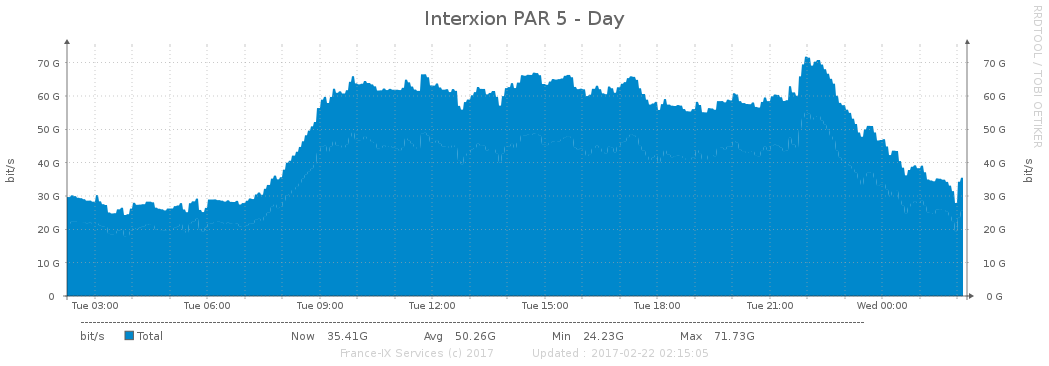 Interxion PAR 5 - Day
RRDTOOL / TOBI OETIKER
bit/s
bit/s
70 G 70 G
60 G 60 G
50 G 50 G
40 G 40 G
30 G 30 G
20 G 20 G
10 G 10 G
0 0 G
Tue 03:00 Tue 06:00 Tue 09:00 Tue 12:00 Tue 15:00 Tue 18:00 Tue 21:00 Wed 00:00
bit/s Total Now 35.41G Avg 50.26G Min 24.23G Max 71.73G
France-IX Services (c) 2017 Updated : 2017-02-22 02:15:05